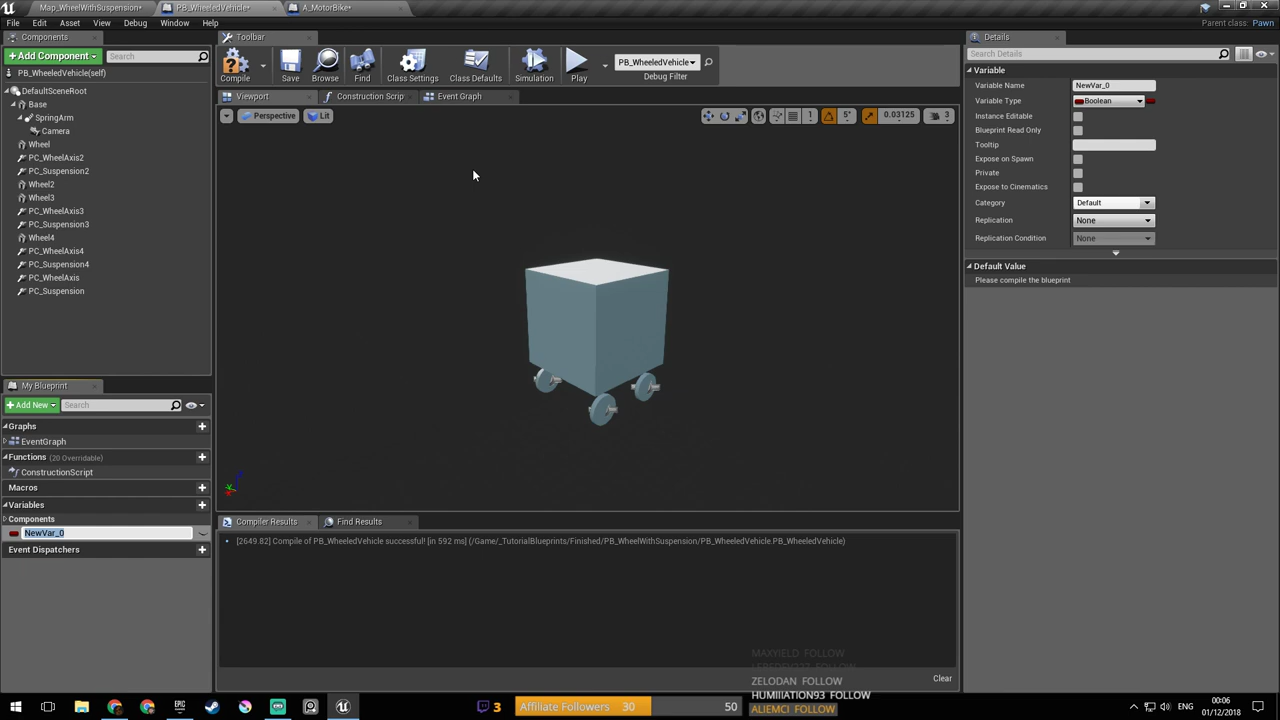 Map_WheelWithSuspension*
PB_WheeledVehicle*
A_MotorBike*
File Edit Asset View Debug Window Help
Parent class: Pawn
Components
Toolbar
Details
+Add Component
Search
PB_WheeledVehicle(self)
Compile
Save
Browse
Find
Class Settings
Class Defaults
Simulation
Play
PB_WheeledVehicle
Debug Filter
Search Details
DefaultSceneRoot
Base
SpringArm
Camera
Wheel
PC_WheelAxis2
PC_Suspension2
Wheel2
Wheel3
PC_WheelAxis3
PC_Suspension3
Wheel4
PC_WheelAxis4
PC_Suspension4
PC_WheelAxis
PC_Suspension
Viewport
Construction Scrip
Event Graph
Perspective
Lit
1
5°
0.03125
3
Variable
Variable Name NewVar_0
Variable Type Boolean
Instance Editable
Blueprint Read Only
Tooltip
Expose on Spawn
Private
Expose to Cinematics
Category Default
Replication None
Replication Condition None
Default Value
Please compile the blueprint
My Blueprint
+Add New
Search
Graphs
EventGraph
Functions (20 Overridable)
ConstructionScript
Macros
Variables
Components
NewVar_0
Event Dispatchers
Compiler Results
Find Results
[2649.82] Compile of PB_WheeledVehicle successful! [in 592 ms] (/Game/_TutorialBlueprints/Finished/PB_WheelWithSuspension/PB_WheeledVehicle.PB_WheeledVehicle)
Clear
MAXYIELD FOLLOW
ZELODAN FOLLOW
HUMIIIATION93 FOLLOW
ALIEMCI FOLLOW
3
Affilate Followers 30
50
ENG
00:06
01/12/2018